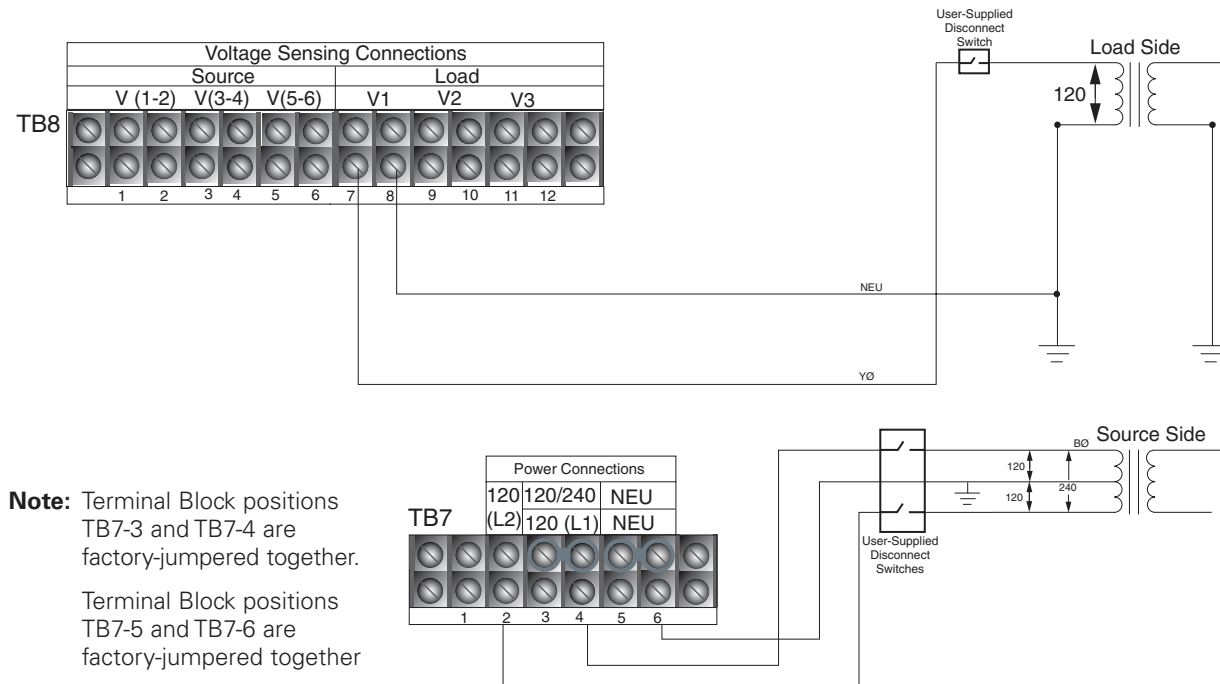 User-Supplied
Disconnect
Switch
Load Side
120
Voltage Sensing Connections
Source Load
V (1-2) V(3-4) V(5-6) V1 V2 V3
TB8
1 2 3 4 5 6 7 8 9 10 11 12
NEU
YØ
Source Side
BØ
120
240
120
User-Supplied
Disconnect
Switches
Power Connections
120 120/240 NEU
(L2) 120 (L1) NEU
TB7
1 2 3 4 5 6
Note: Terminal Block positions
TB7-3 and TB7-4 are
factory-jumpered together.
Terminal Block positions
TB7-5 and TB7-6 are
factory-jumpered together